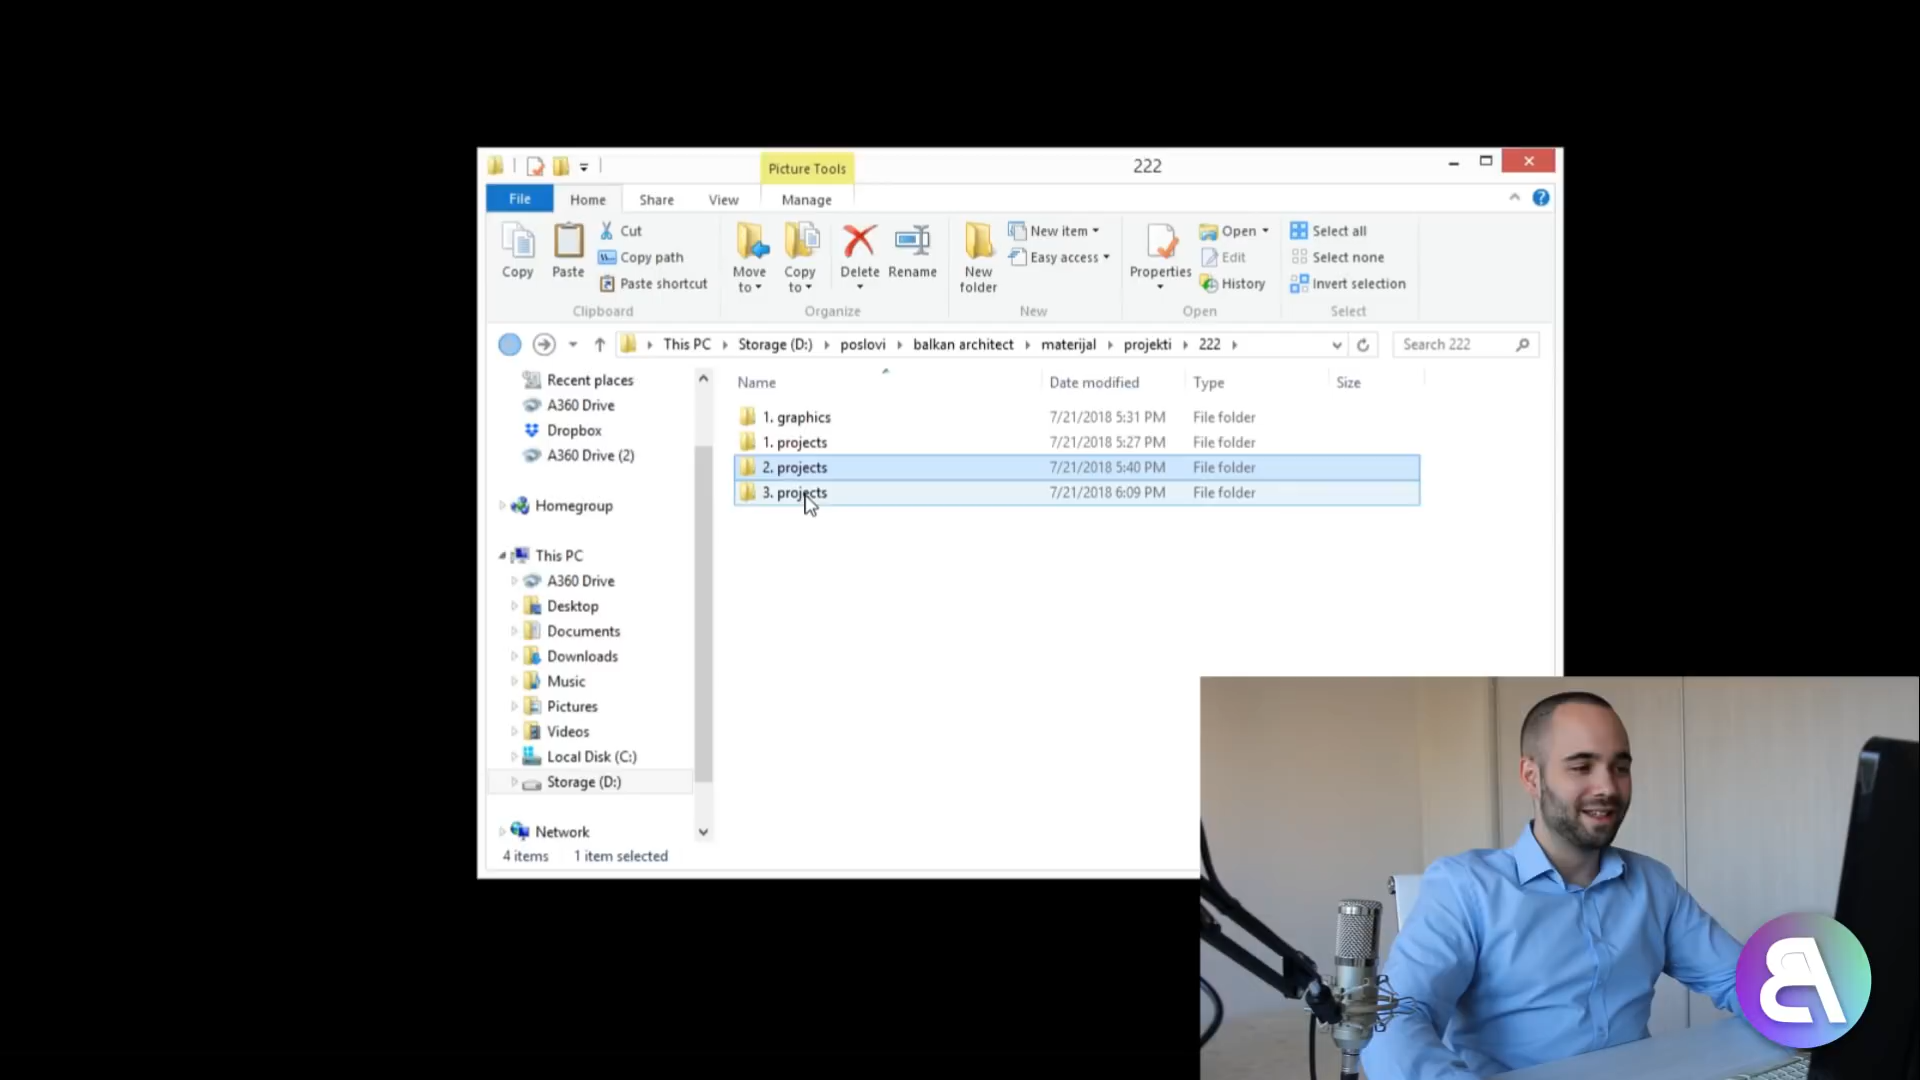 Picture Tools
222
File
Home
Share
View
Manage
Copy
Paste
Cut
Copy path
Paste shortcut
Clipboard
Move to
Copy to
Delete
Rename
Organize
New folder
New item
Easy access
New
Properties
Open
Edit
History
Open
Select all
Select none
Invert selection
Select
This PC
Storage (D:)
poslovi
balkan architect
materijal
projekti
222
Search 222
Name
Date modified
Type
Size
1. graphics 7/21/2018 5:31 PM File folder
1. projects 7/21/2018 5:27 PM File folder
2. projects 7/21/2018 5:40 PM File folder
3. projects 7/21/2018 6:09 PM File folder
Recent places
A360 Drive
Dropbox
A360 Drive (2)
Homegroup
This PC
A360 Drive
Desktop
Documents
Downloads
Music
Pictures
Videos
Local Disk (C:)
Storage (D:)
Network
4 items 1 item selected